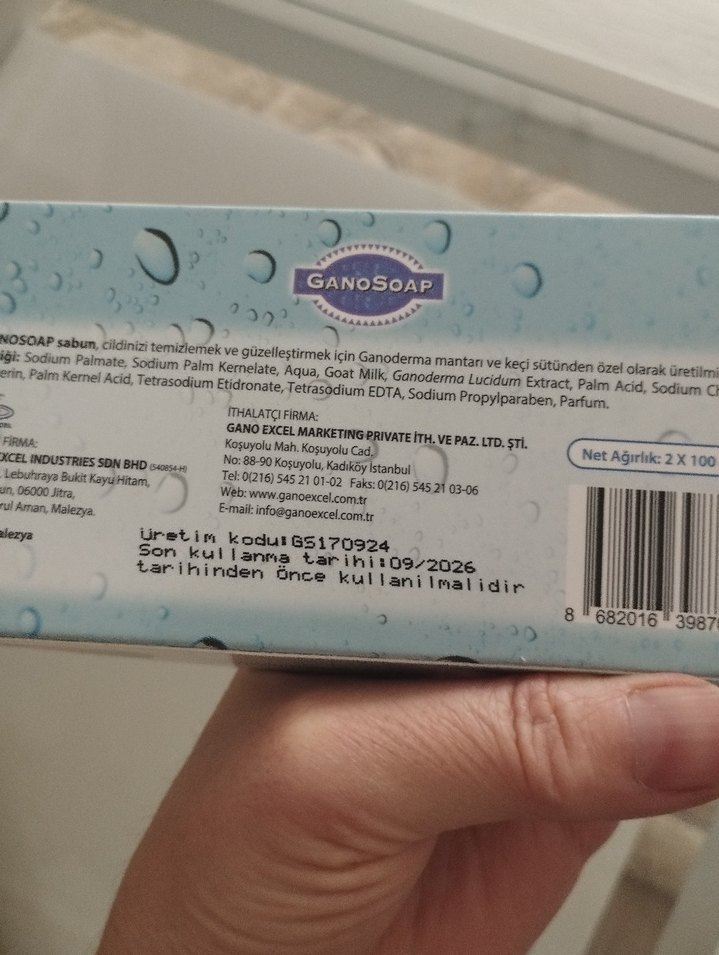 GANOSOAP
NOSOAP sabun, cildinizi temizlemek ve güzelleştirmek için Ganoderma mantarı ve keçi sütünden özel olarak üretilmi
iği: Sodium Palmate, Sodium Palm Kernelate, Aqua, Goat Milk, Ganoderma Lucidum Extract, Palm Acid, Sodium Ch
erin, Palm Kernel Acid, Tetrasodium Etidronate, Tetrasodium EDTA, Sodium Propylparaben, Parfum.
FİRMA:
EXCEL INDUSTRIES SDN BHD (540854-H)
, Lebuhraya Bukit Kayu Hitam,
un, 06000 Jitra,
rul Aman, Malezya.
alezya
İTHALATÇI FİRMA:
GANO EXCEL MARKETING PRIVATE İTH. VE PAZ. LTD. ŞTİ.
Koşuyolu Mah. Koşuyolu Cad.
No: 88-90 Koşuyolu, Kadıköy İstanbul
Tel: 0(216) 545 21 01-02 Faks: 0(216) 545 21 03-06
Web: www.ganoexcel.com.tr
E-mail: info@ganoexcel.com.tr
Net Ağırlık: 2 X 100
Üretim kodu:GS170924
Son kullanma tarihi:09/2026
tarihinden Önce kullanilmalidir
8 682016 3987